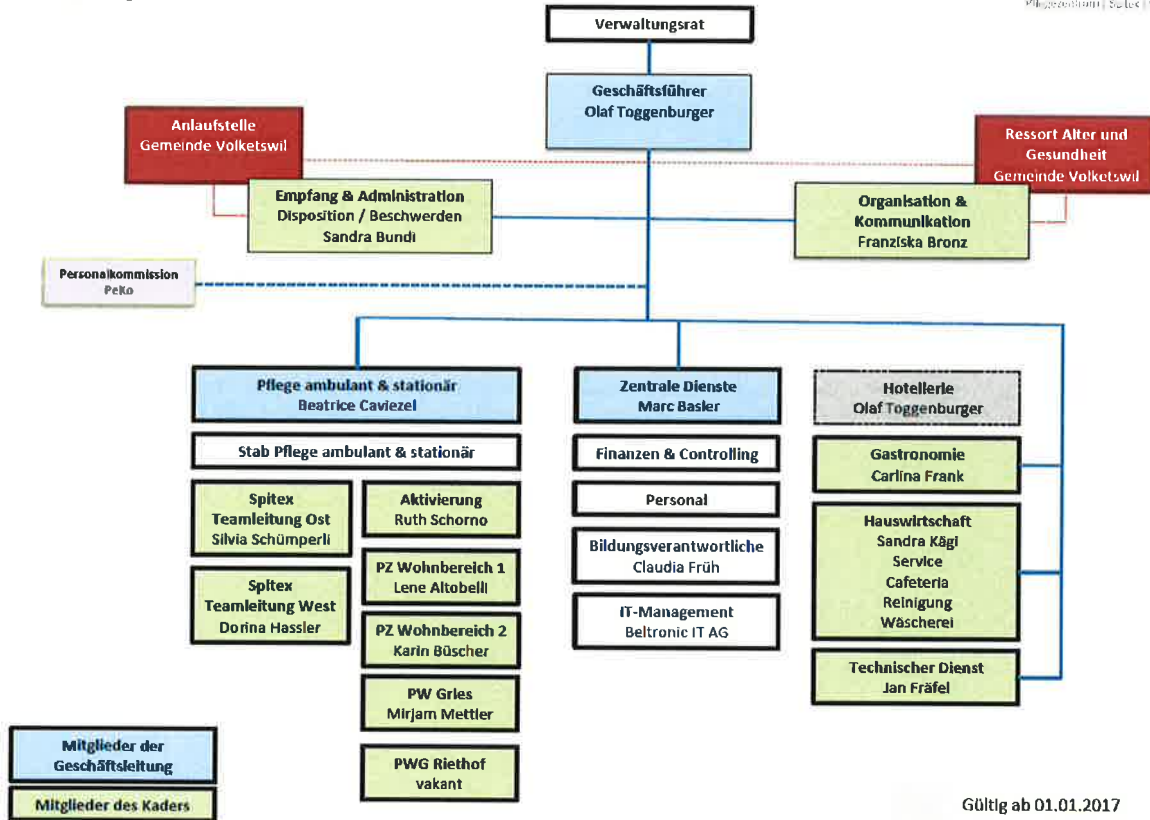 Pflegezentrum | Spitex |
Verwaltungsrat
Geschäftsführer
Olaf Toggenburger
Anlaufstelle
Gemeinde Volketswil
Ressort Alter und
Gesundheit
Gemeinde Volketswil
Empfang & Administration
Disposition / Beschwerden
Sandra Bundi
Organisation &
Kommunikation
Franziska Bronz
Personalkommission
PeKo
Pflege ambulant & stationär
Beatrice Caviezel
Zentrale Dienste
Marc Basler
Hotellerie
Olaf Toggenburger
Stab Pflege ambulant & stationär
Finanzen & Controlling
Gastronomie
Carlina Frank
Spitex
Teamleitung Ost
Silvia Schümperli
Aktivierung
Ruth Schorno
Personal
Hauswirtschaft
Sandra Kägi
Service
Cafeteria
Reinigung
Wäscherei
Bildungsverantwortliche
Claudia Früh
PZ Wohnbereich 1
Lene Altobelli
Spitex
Teamleitung West
Dorina Hassler
IT-Management
Beltronic IT AG
PZ Wohnbereich 2
Karin Büscher
Technischer Dienst
Jan Fräfel
PW Gries
Mirjam Mettler
PWG Riethof
vakant
Mitglieder der
Geschäftsleitung
Mitglieder des Kaders
Gültig ab 01.01.2017